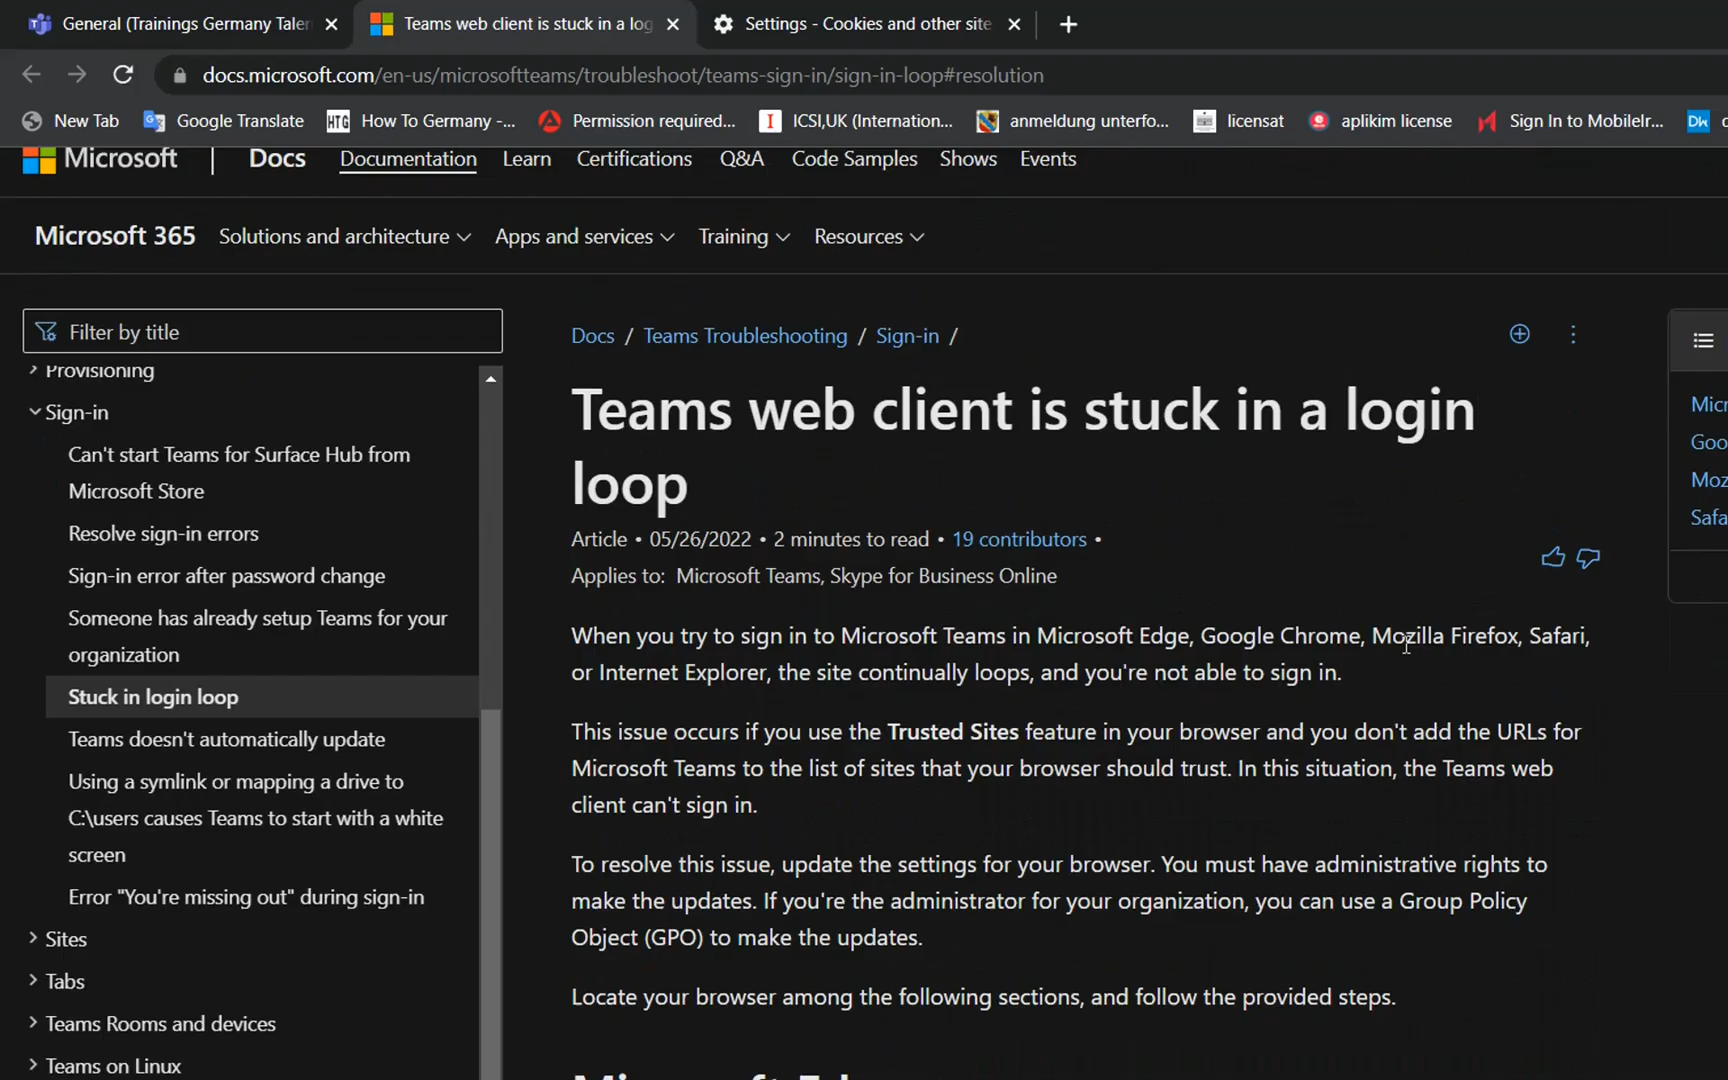 General (Trainings Germany Talen
Teams web client is stuck in a log
Settings - Cookies and other site
docs.microsoft.com/en-us/microsoftteams/troubleshoot/teams-sign-in/sign-in-loop#resolution
New Tab
Google Translate
HTG How To Germany -...
Permission required...
ICSI,UK (Internation...
anmeldung unterfo...
licensat
aplikim license
Sign In to MobileIr...
Dw
Microsoft | Docs Documentation Learn Certifications Q&A Code Samples Shows Events
Microsoft 365 Solutions and architecture Apps and services Training Resources
Filter by title
Provisioning
Sign-in
Can't start Teams for Surface Hub from
Microsoft Store
Resolve sign-in errors
Sign-in error after password change
Someone has already setup Teams for your
organization
Stuck in login loop
Teams doesn't automatically update
Using a symlink or mapping a drive to
C:\users causes Teams to start with a white
screen
Error "You're missing out" during sign-in
Sites
Tabs
Teams Rooms and devices
Teams on Linux
Docs / Teams Troubleshooting / Sign-in /
Teams web client is stuck in a login
loop
Article • 05/26/2022 • 2 minutes to read • 19 contributors •
Applies to: Microsoft Teams, Skype for Business Online
When you try to sign in to Microsoft Teams in Microsoft Edge, Google Chrome, Mozilla Firefox, Safari,
or Internet Explorer, the site continually loops, and you're not able to sign in.
This issue occurs if you use the Trusted Sites feature in your browser and you don't add the URLs for
Microsoft Teams to the list of sites that your browser should trust. In this situation, the Teams web
client can't sign in.
To resolve this issue, update the settings for your browser. You must have administrative rights to
make the updates. If you're the administrator for your organization, you can use a Group Policy
Object (GPO) to make the updates.
Locate your browser among the following sections, and follow the provided steps.
Micr
Goo
Moz
Safa